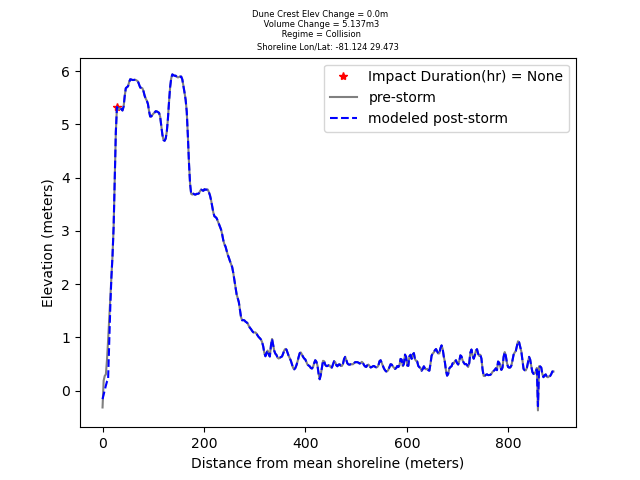 Dune Crest Elev Change = 0.0m
Volume Change = 5.137m3
Regime = Collision
Shoreline Lon/Lat: -81.124 29.473
Impact Duration(hr) = None
pre-storm
modeled post-storm
Elevation (meters)
6
5
4
3
2
1
0
0 200 400 600 800
Distance from mean shoreline (meters)